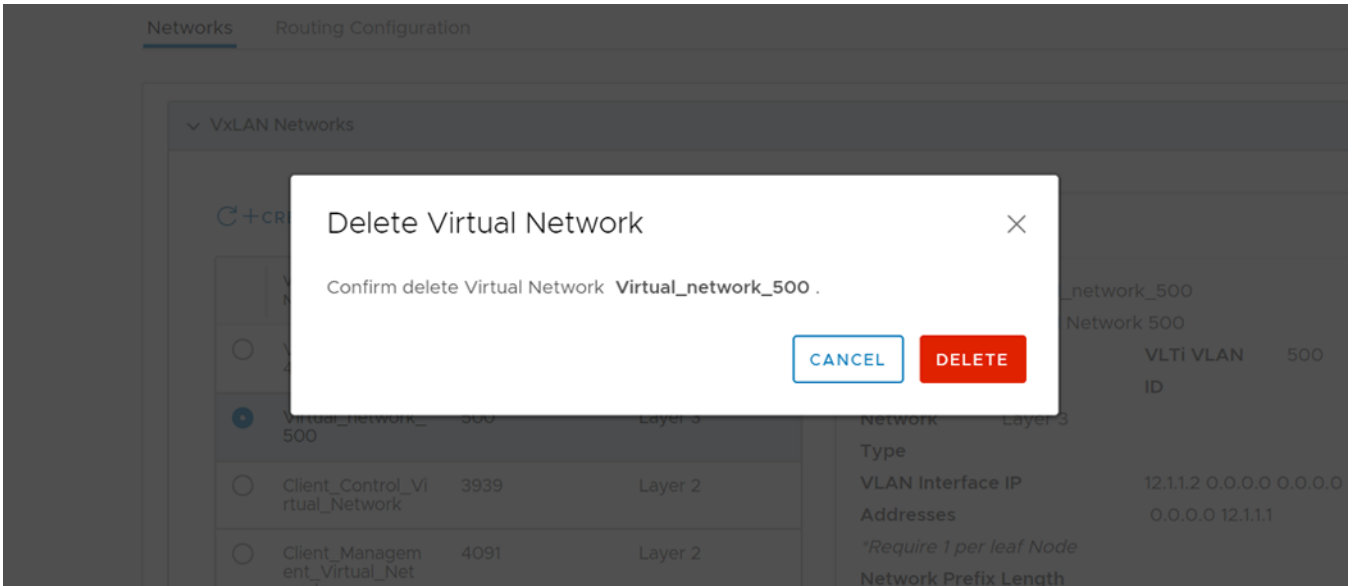 Networks Routing Configuration
VxLAN Networks
Delete Virtual Network
Confirm delete Virtual Network Virtual_network_500 .
CANCEL DELETE
_network_500
Network 500
VLTi VLAN 500
ID
Virtual_network_ 500 Layer 3
500
Network Layer 3
Type
Client_Control_Vi 3939 Layer 2
rtual_Network
VLAN Interface IP 12.1.1.2 0.0.0.0 0.0.0.0
Addresses 0.0.0.0 12.1.1.1
*Require 1 per leaf Node
Client_Managem 4091 Layer 2
ent_Virtual_Net
Network Prefix Length